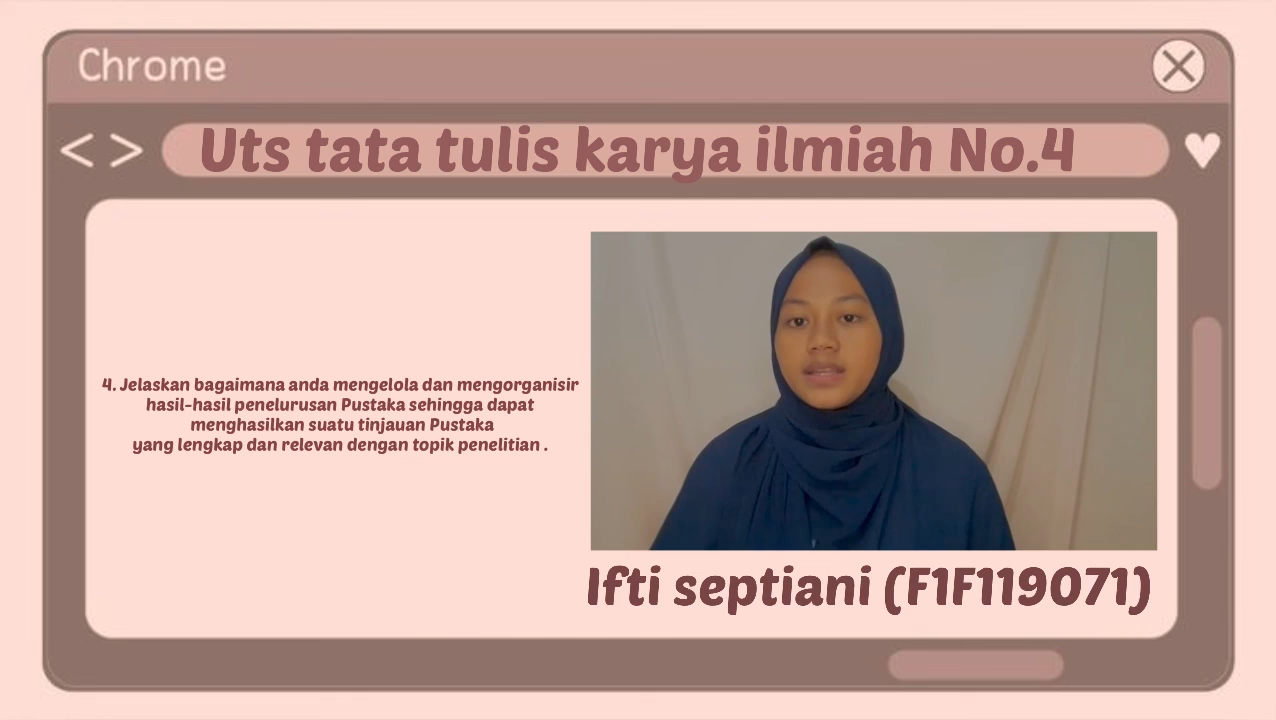 Chrome
< >
Uts tata tulis karya ilmiah No.4
4. Jelaskan bagaimana anda mengelola dan mengorganisir
hasil-hasil penelurusan Pustaka sehingga dapat
menghasilkan suatu tinjauan Pustaka
yang lengkap dan relevan dengan topik penelitian .
Ifti septiani (F1F119071)